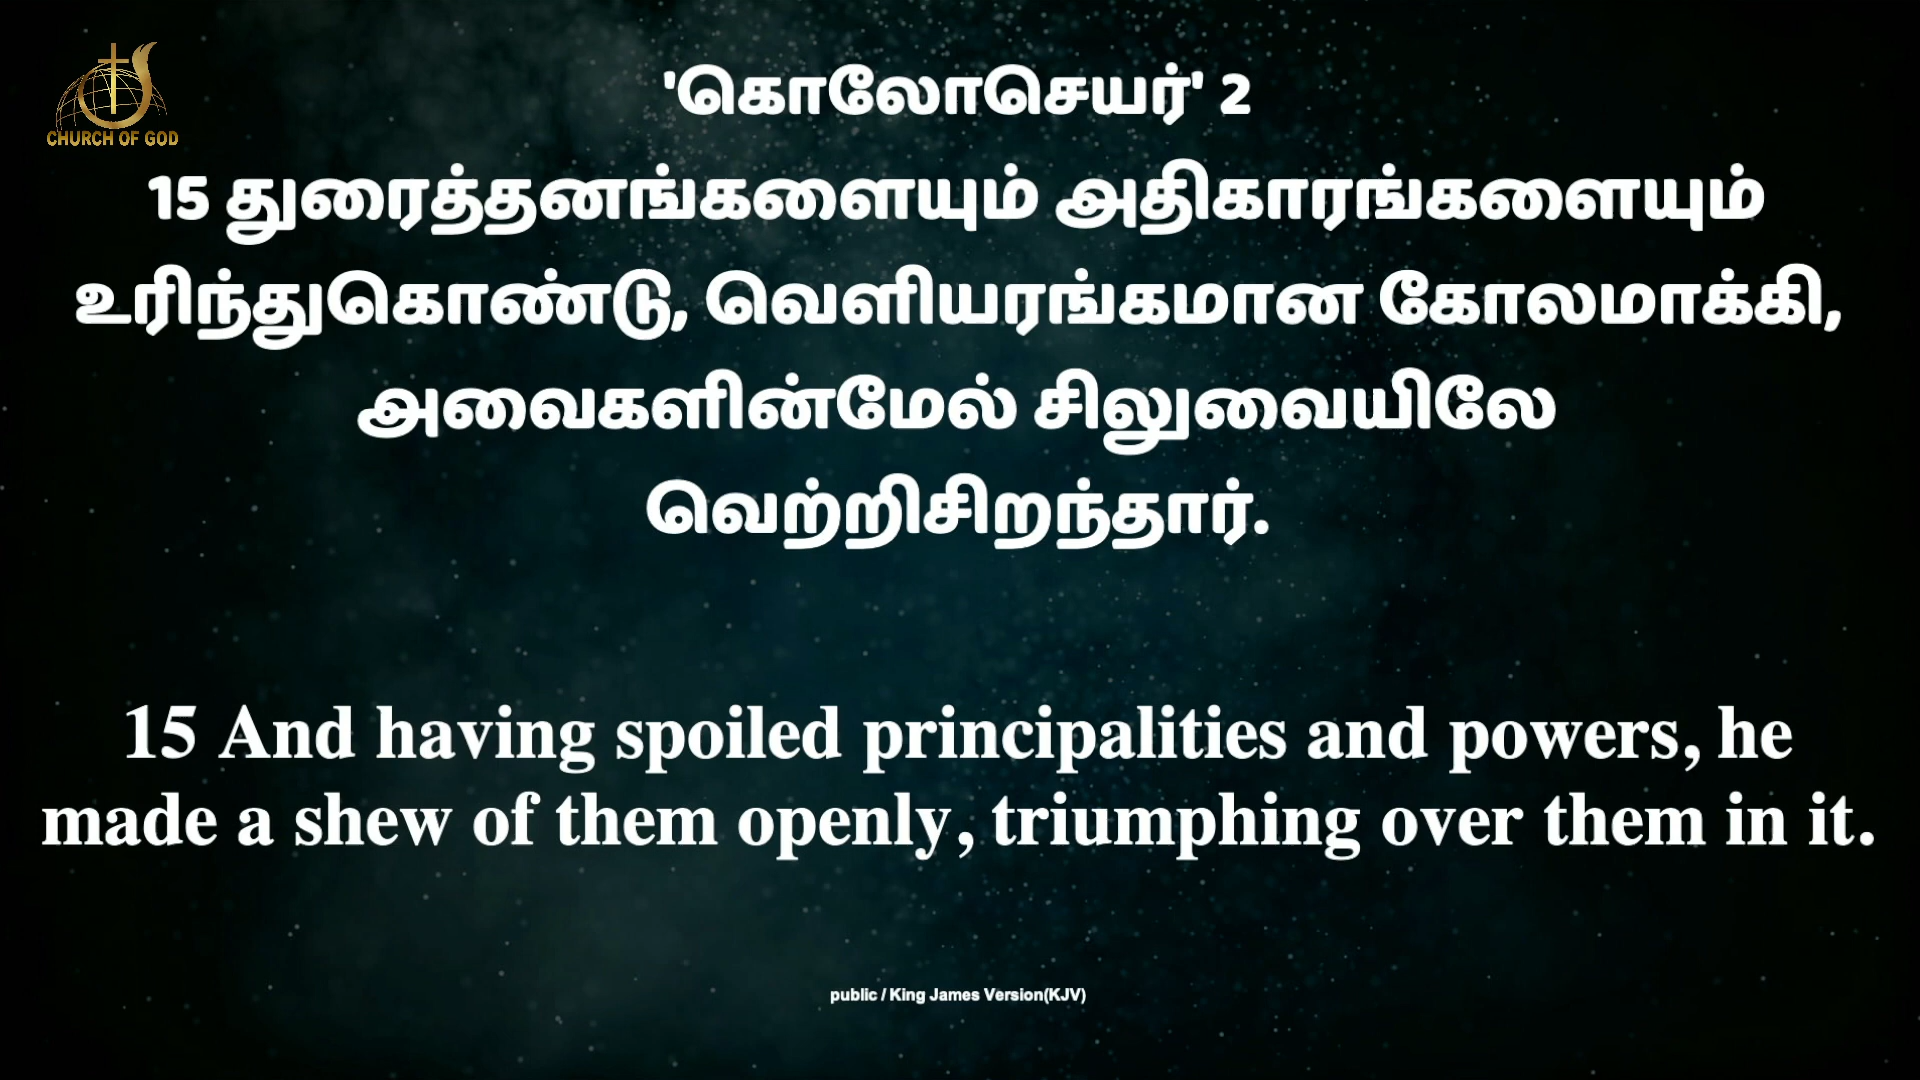 CHURCH OF GOD
'கொலோசெயர்' 2
15 துரைத்தனங்களையும் அதிகாரங்களையும்
உரிந்துகொண்டு, வெளியரங்கமான கோலமாக்கி,
அவைகளின்மேல் சிலுவையிலே
வெற்றிசிறந்தார்.
15 And having spoiled principalities and powers, he
made a shew of them openly, triumphing over them in it.
public / King James Version(KJV)